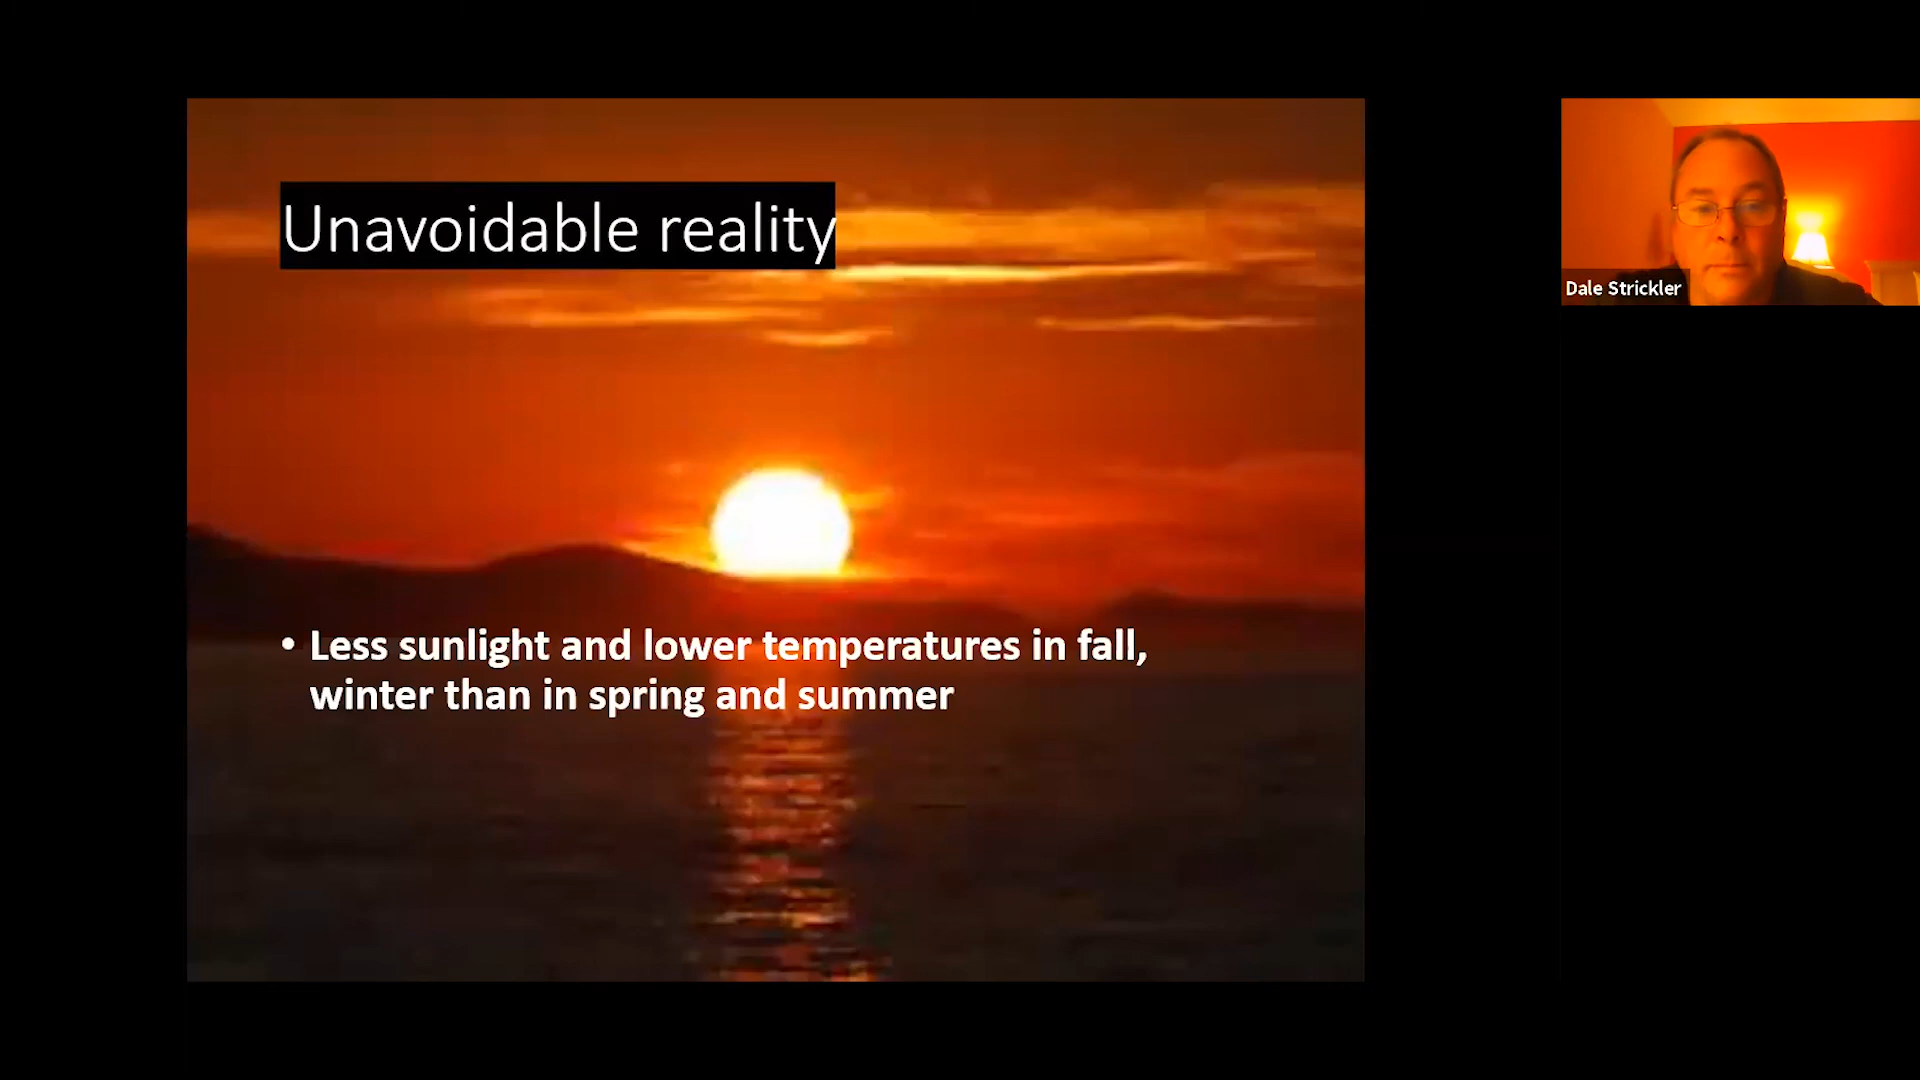 Unavoidable reality
• Less sunlight and lower temperatures in fall,
winter than in spring and summer
Dale Strickler